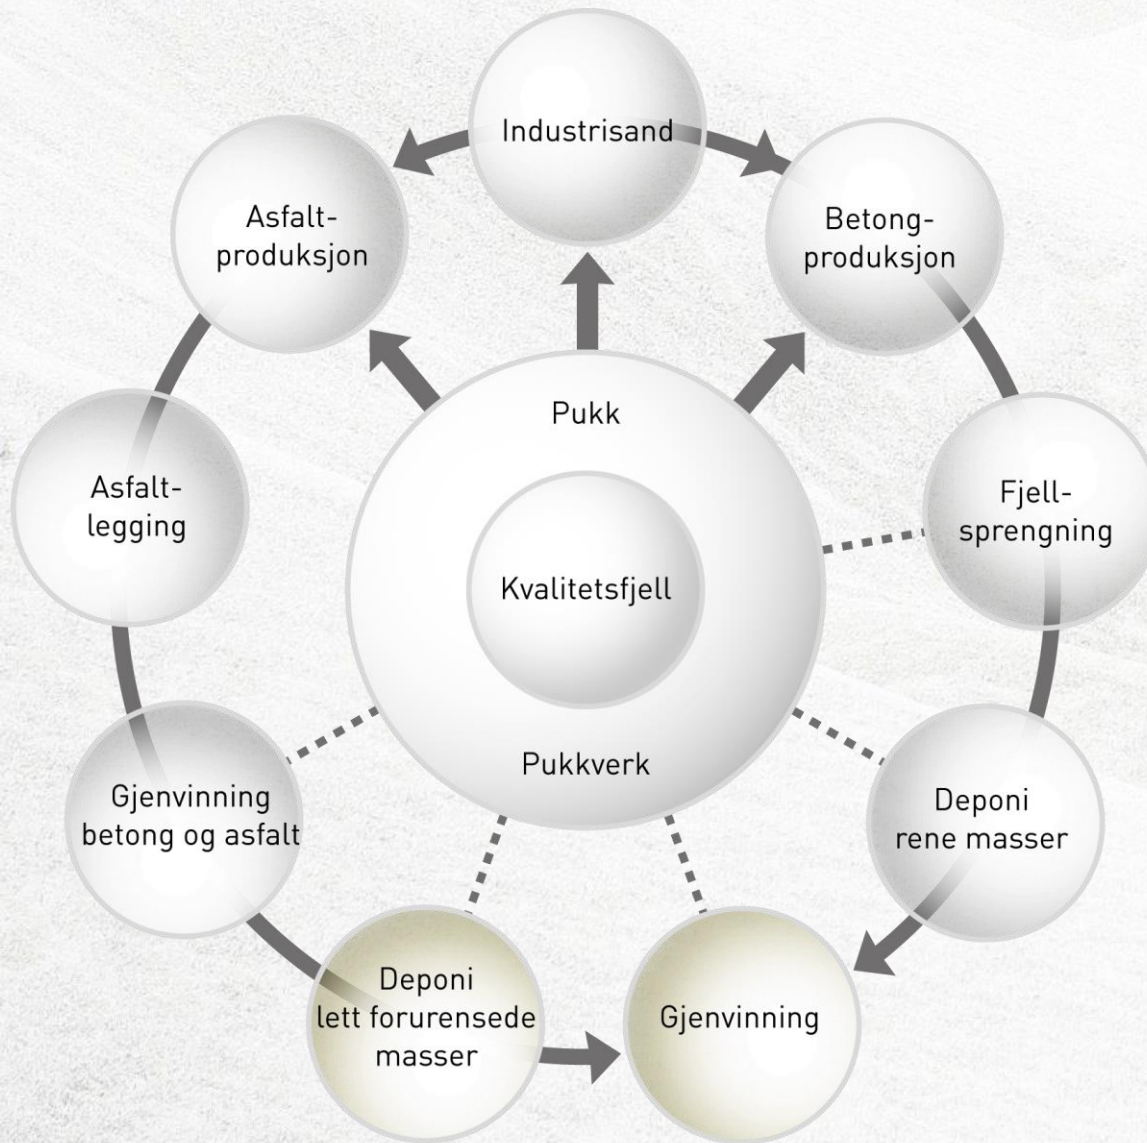 Industrisand
Asfalt-
produksjon
Betong-
produksjon
Pukk
Asfalt-
legging
Fjell-
sprengning
Kvalitetsfjell
Pukkverk
Gjenvinning
betong og asfalt
Deponi
rene masser
Deponi
lett forurensede
masser
Gjenvinning